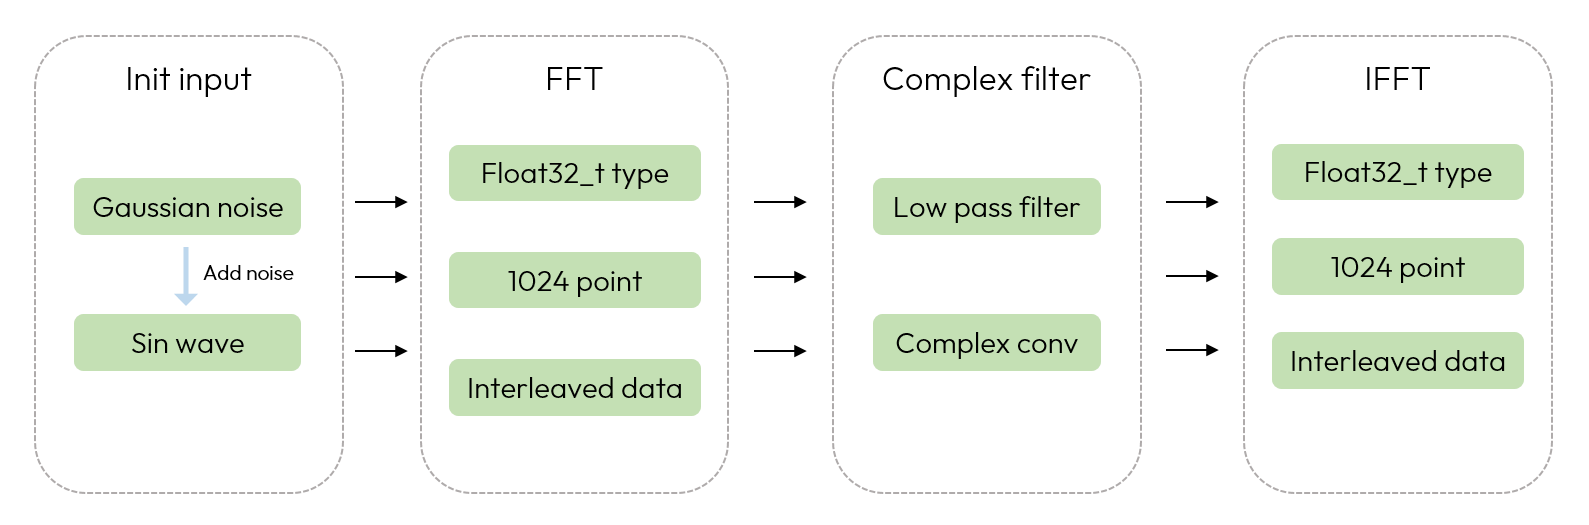 Init input
Gaussian noise
Add noise
Sin wave
FFT
Float32_t type
1024 point
Interleaved data
Complex filter
Low pass filter
Complex conv
IFFT
Float32_t type
1024 point
Interleaved data